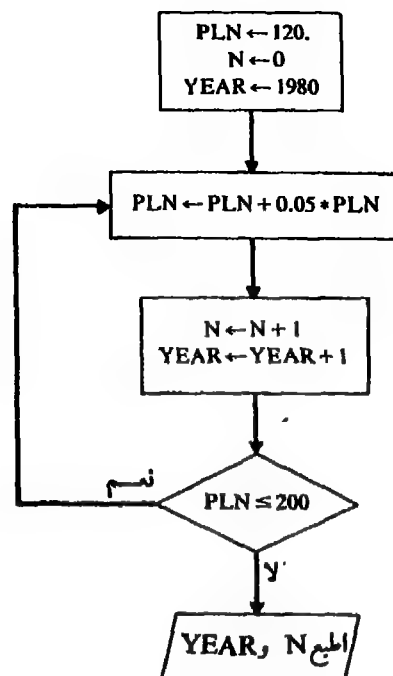 PLN ← 120.
N ← 0
YEAR ← 1980
PLN ← PLN + 0.05 * PLN
N ← N + 1
YEAR ← YEAR + 1
نعم
PLN ≤ 200
لا
اطبع N و YEAR